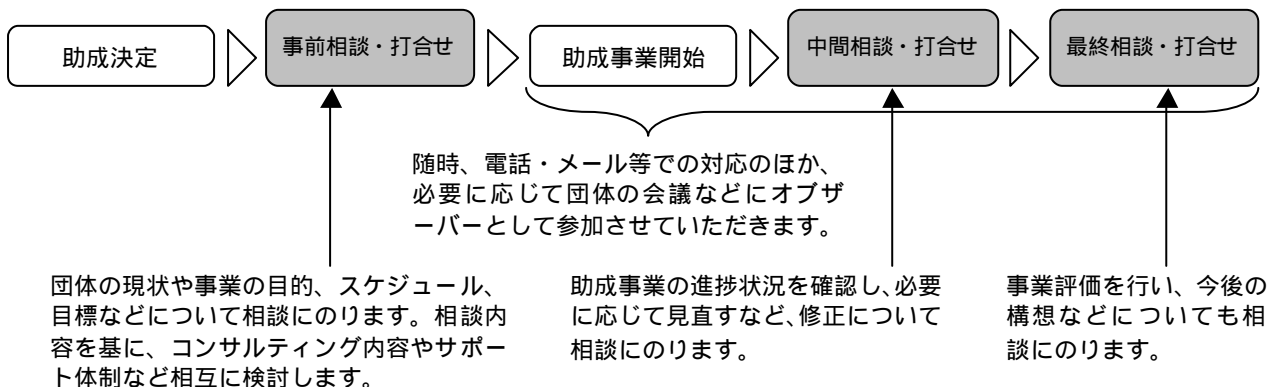 助成決定
事前相談・打合せ
助成事業開始
中間相談・打合せ
最終相談・打合せ
随時、電話・メール等での対応のほか、
必要に応じて団体の会議などにオブザ
ーバーとして参加させていただきます。
団体の現状や事業の目的、スケジュール、
目標などについて相談にのります。相談内
容を基に、コンサルティング内容やサポー
ト体制など相互に検討します。
助成事業の進捗状況を確認し、必要
に応じて見直すなど、修正について
相談にのります。
事業評価を行い、今後の
構想などについても相
談にのります。